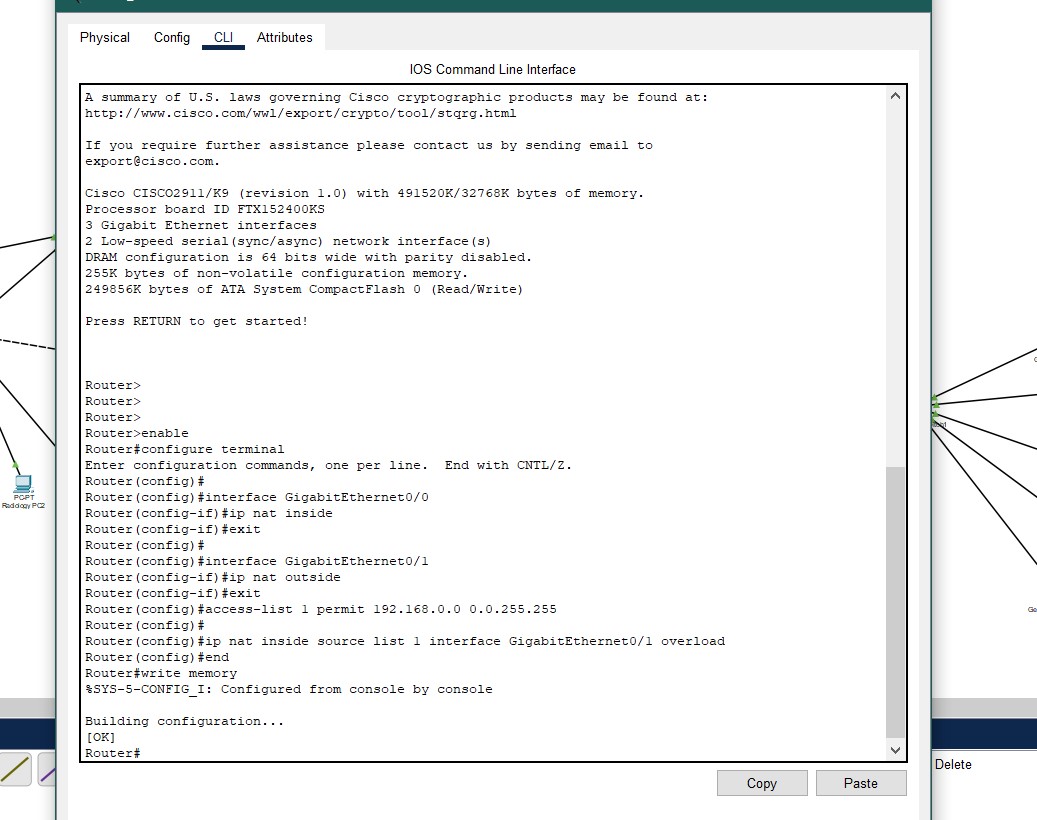 Physical Config CLI Attributes
IOS Command Line Interface
A summary of U.S. laws governing Cisco cryptographic products may be found at:
http://www.cisco.com/wwl/export/crypto/tool/stqrg.html
If you require further assistance please contact us by sending email to
export@cisco.com.
Cisco CISCO2911/K9 (revision 1.0) with 491520K/32768K bytes of memory.
Processor board ID FTX152400KS
3 Gigabit Ethernet interfaces
2 Low-speed serial(sync/async) network interface(s)
DRAM configuration is 64 bits wide with parity disabled.
255K bytes of non-volatile configuration memory.
249856K bytes of ATA System CompactFlash 0 (Read/Write)
Press RETURN to get started!
Router>
Router>
Router>
Router>enable
Router#configure terminal
Enter configuration commands, one per line.  End with CNTL/Z.
Router(config)#
Router(config)#interface GigabitEthernet0/0
Router(config-if)#ip nat inside
Router(config-if)#exit
Router(config)#
Router(config)#interface GigabitEthernet0/1
Router(config-if)#ip nat outside
Router(config-if)#exit
Router(config)#access-list 1 permit 192.168.0.0 0.0.255.255
Router(config)#
Router(config)#ip nat inside source list 1 interface GigabitEthernet0/1 overload
Router(config)#end
Router#write memory
%SYS-5-CONFIG_I: Configured from console by console
Building configuration...
[OK]
Router#
Copy Paste
PC-PT
Radiology PC2
Delete